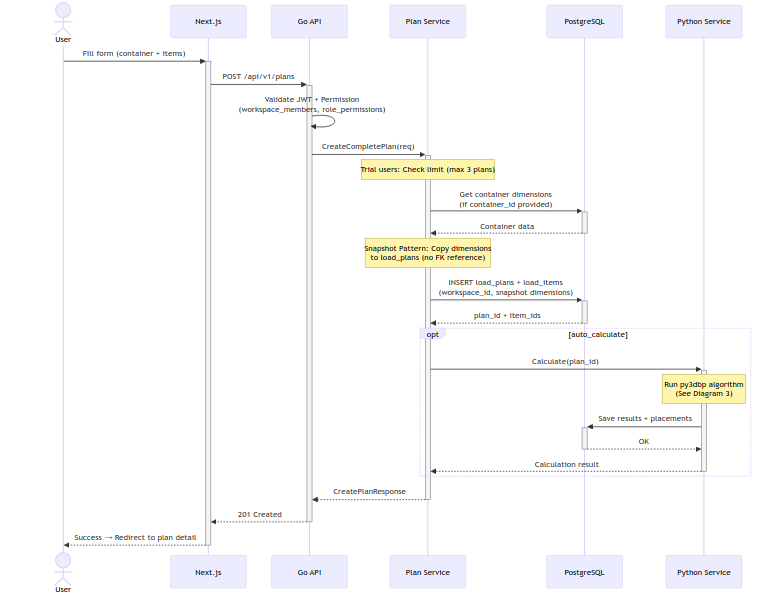 User
Next.js
Go API
Plan Service
PostgreSQL
Python Service
Fill form (container + items)
POST /api/v1/plans
Validate JWT + Permission
(workspace_members, role_permissions)
CreateCompletePlan(req)
Trial users: Check limit (max 3 plans)
Get container dimensions
(if container_id provided)
Container data
Snapshot Pattern: Copy dimensions
to load_plans (no FK reference)
INSERT load_plans + load_items
(workspace_id, snapshot dimensions)
plan_id + item_ids
opt
[auto_calculate]
Calculate(plan_id)
Run py3dbp algorithm
(See Diagram 3)
Save results + placements
OK
Calculation result
CreatePlanResponse
201 Created
Success → Redirect to plan detail
User
Next.js
Go API
Plan Service
PostgreSQL
Python Service